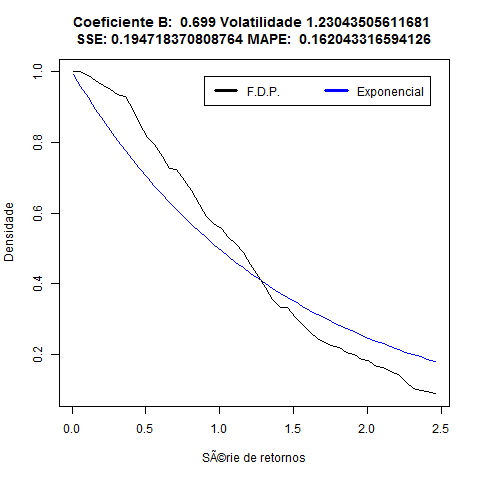 Coeficiente B:  0.699 Volatilidade 1.23043505611681
SSE: 0.194718370808764 MAPE:  0.162043316594126
F.D.P.
Exponencial
Densidade
1.0
0.8
0.6
0.4
0.2
0.0
0.5
1.0
1.5
2.0
2.5
SÃ©rie de retornos